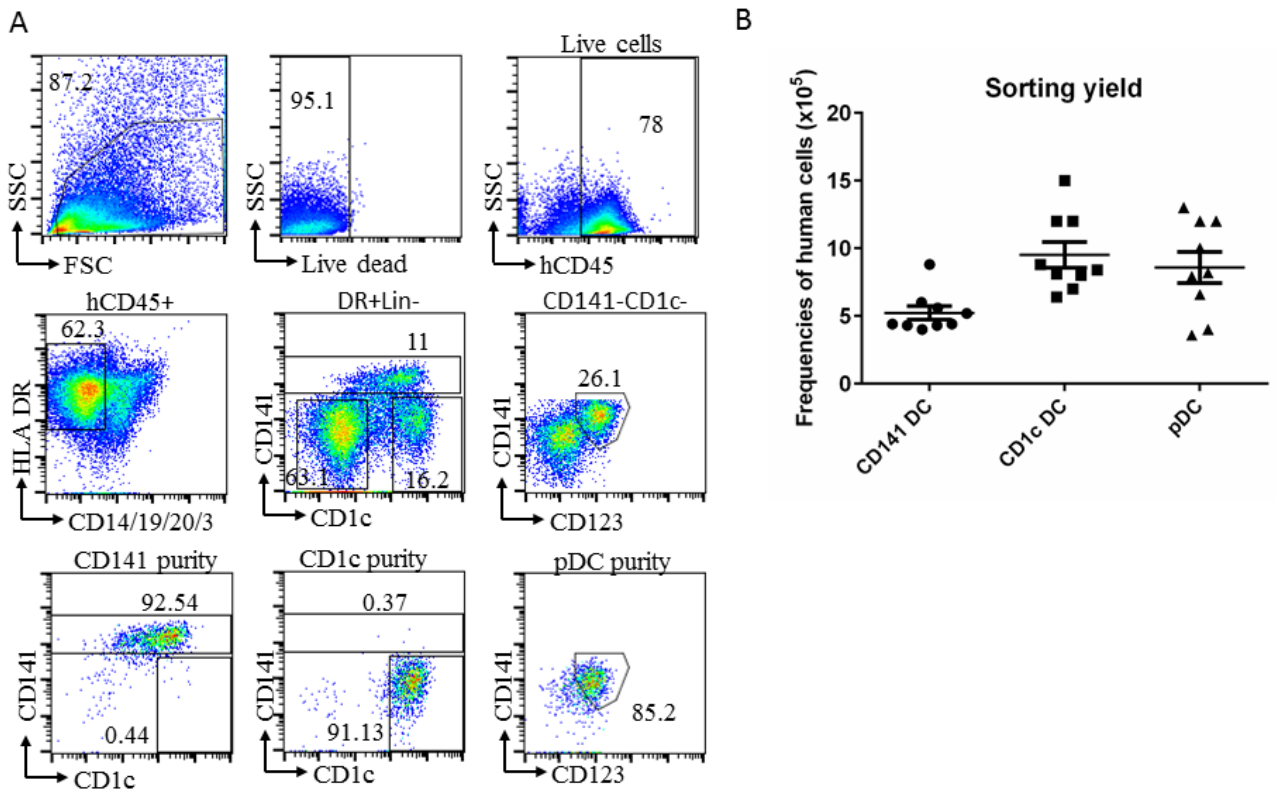 A
B
Live cells
87.2
95.1
78
SSC
SSC
SSC
FSC
Live dead
hCD45
hCD45+
DR+Lin-
CD141-CD1c-
62.3
11
26.1
63.1
16.2
HLA DR
CD141
CD141
CD14/19/20/3
CD1c
CD123
CD141 purity
CD1c purity
pDC purity
92.54
0.37
0.44
91.13
85.2
CD141
CD141
CD141
CD1c
CD1c
CD123
Sorting yield
Frequencies of human cells (x10⁵)
20
15
10
5
0
CD141 DC
CD1c DC
pDC